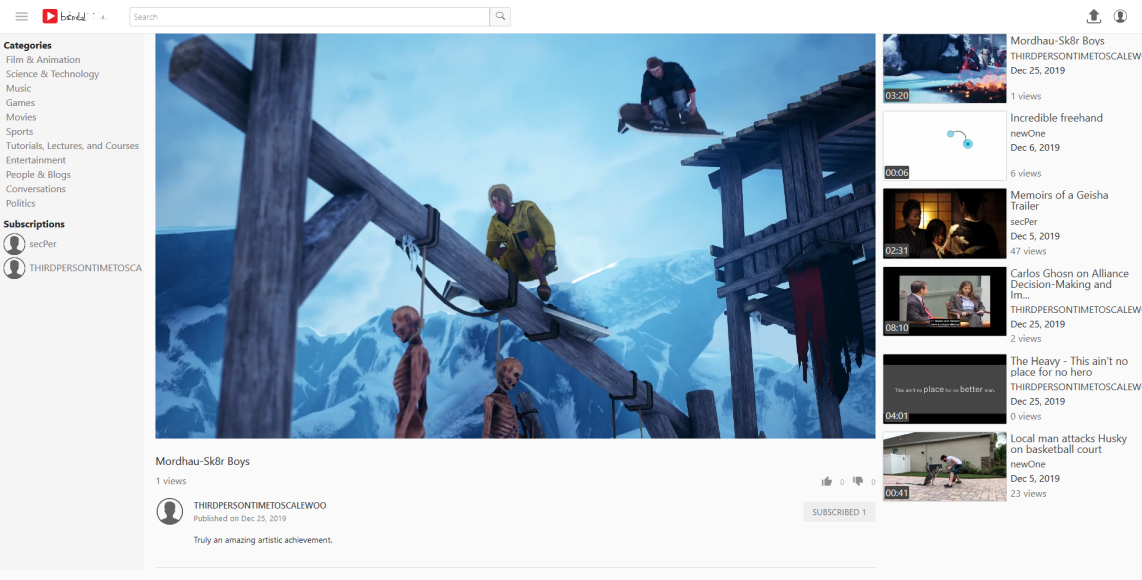 Search
Categories
Film & Animation
Science & Technology
Music
Games
Movies
Sports
Tutorials, Lectures, and Courses
Entertainment
People & Blogs
Conversations
Politics
Subscriptions
secPer
THIRDPERSONTIMETOSCA
Mordhau-Sk8r Boys
1 views
0
0
THIRDPERSONTIMETOSCALEWOO
Published on Dec 25, 2019
SUBSCRIBED 1
Truly an amazing artistic achievement.
03:20
Mordhau-Sk8r Boys
THIRDPERSONTIMETOSCALEWO
Dec 25, 2019
1 views
00:06
Incredible freehand
newOne
Dec 6, 2019
6 views
02:31
Memoirs of a Geisha
Trailer
secPer
Dec 5, 2019
47 views
08:10
Carlos Ghosn on Alliance
Decision-Making and
Im...
THIRDPERSONTIMETOSCALEWO
Dec 25, 2019
2 views
This ain't no place for no better man.
04:01
The Heavy - This ain't no
place for no hero
THIRDPERSONTIMETOSCALEWO
Dec 25, 2019
0 views
00:41
Local man attacks Husky
on basketball court
newOne
Dec 5, 2019
23 views